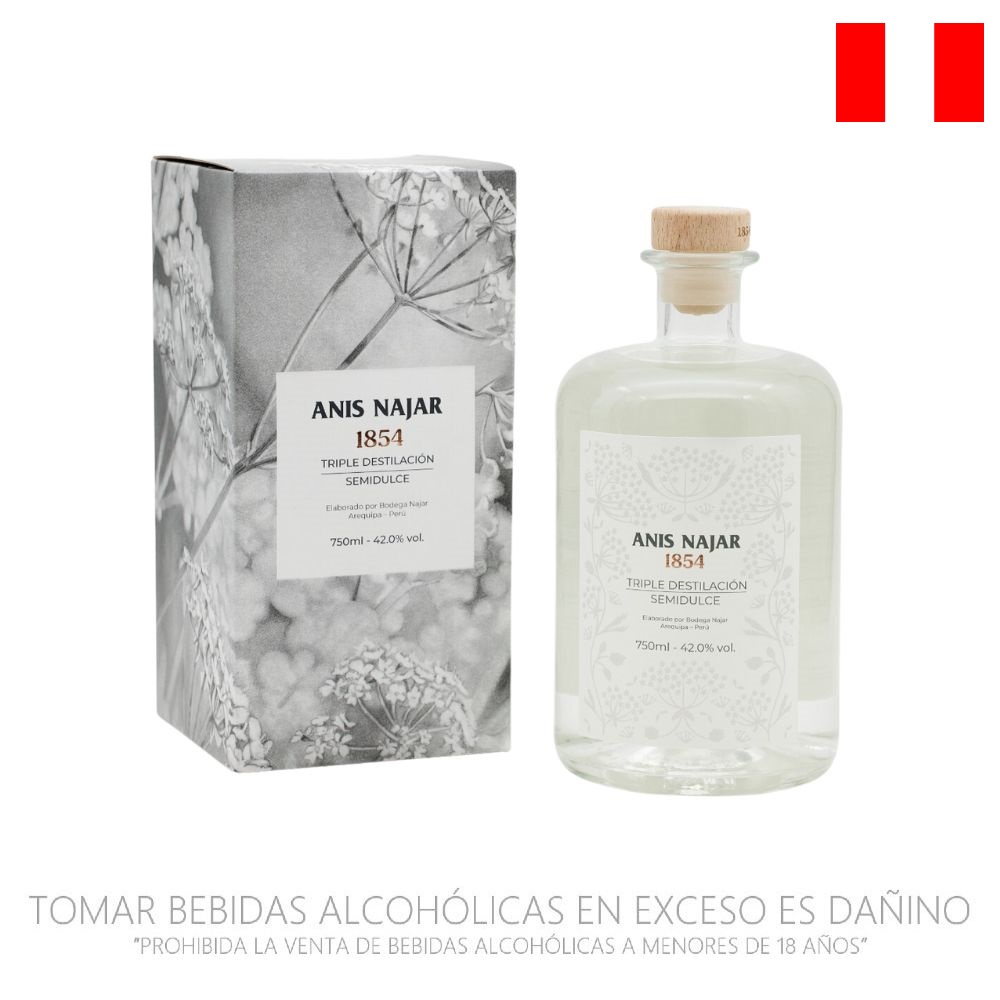 ANIS NAJAR
1854
TRIPLE DESTILACIÓN
SEMIDULCE
Elaborado por Bodega Najar
Arequipa - Perú
750ml - 42.0% vol.
ANIS NAJAR
1854
TRIPLE DESTILACIÓN
SEMIDULCE
Elaborado por Bodega Najar
Arequipa - Perú
750ml - 42.0% vol.
TOMAR BEBIDAS ALCOHÓLICAS EN EXCESO ES DAÑINO
"PROHIBIDA LA VENTA DE BEBIDAS ALCOHÓLICAS A MENORES DE 18 AÑOS"